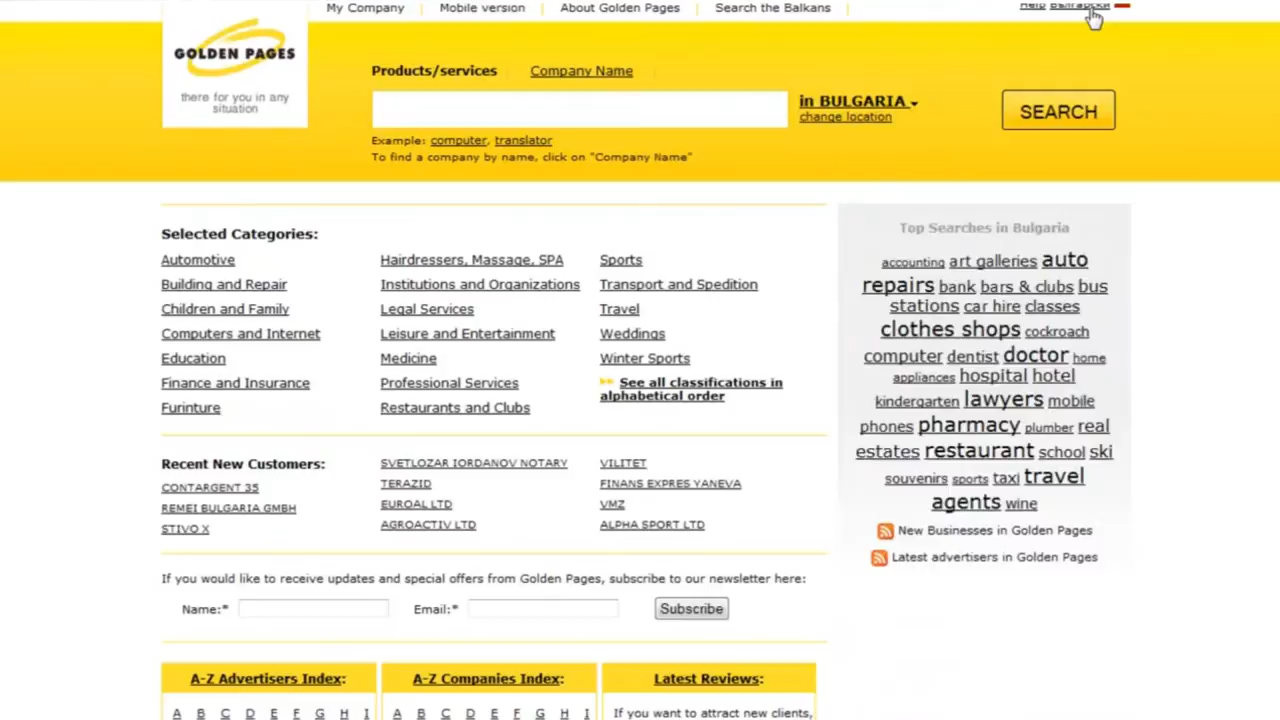 My Company
Mobile version
About Golden Pages
Search the Balkans
Help Български
GOLDEN PAGES
there for you in any
situation
Products/services
Company Name
in BULGARIA
change location
SEARCH
Example: computer, translator
To find a company by name, click on "Company Name"
Selected Categories:
Automotive
Building and Repair
Children and Family
Computers and Internet
Education
Finance and Insurance
Furinture
Hairdressers, Massage, SPA
Institutions and Organizations
Legal Services
Leisure and Entertainment
Medicine
Professional Services
Restaurants and Clubs
Sports
Transport and Spedition
Travel
Weddings
Winter Sports
See all classifications in
alphabetical order
Top Searches in Bulgaria
accounting art galleries auto
repairs bank bars & clubs bus
stations car hire classes
clothes shops cockroach
computer dentist doctor home
appliances hospital hotel
kindergarten lawyers mobile
phones pharmacy plumber real
estates restaurant school ski
souvenirs sports taxi travel
agents wine
New Businesses in Golden Pages
Latest advertisers in Golden Pages
Recent New Customers:
CONTARGENT 35
REMEI BULGARIA GMBH
STIVO X
SVETLOZAR IORDANOV NOTARY
TERAZID
EUROAL LTD
AGROACTIV LTD
VILITET
FINANS EXPRES YANEVA
VMZ
ALPHA SPORT LTD
If you would like to receive updates and special offers from Golden Pages, subscribe to our newsletter here:
Name:*
Email:*
Subscribe
A-Z Advertisers Index:
A B C D E F G H I
A-Z Companies Index:
A B C D E F G H I
Latest Reviews:
If you want to attract new clients,